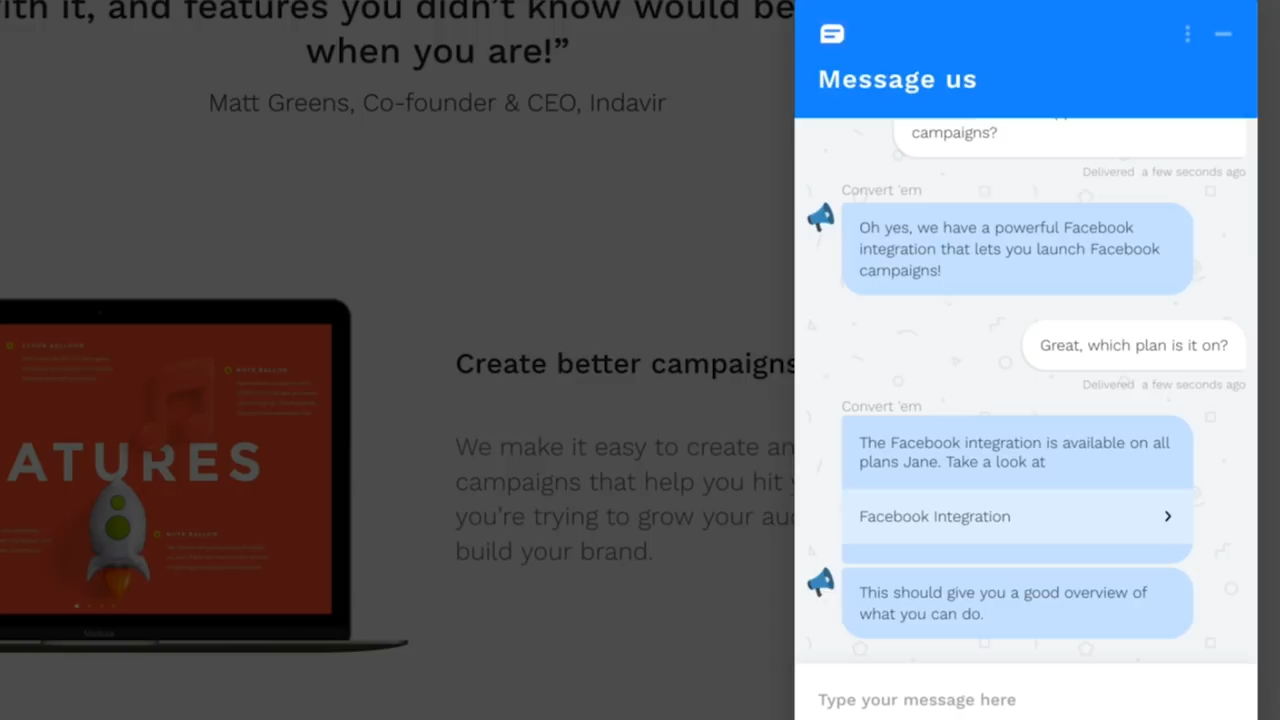 with it, and features you didn’t know would be
when you are!”
Matt Greens, Co-founder & CEO, Indavir
ATURES
Create better campaigns
We make it easy to create an
campaigns that help you hit
you're trying to grow your au
build your brand.
Message us
campaigns?
Delivered a few seconds ago
Convert 'em
Oh yes, we have a powerful Facebook
integration that lets you launch Facebook
campaigns!
Great, which plan is it on?
Delivered a few seconds ago
Convert 'em
The Facebook integration is available on all
plans Jane. Take a look at
Facebook Integration
This should give you a good overview of
what you can do.
Type your message here